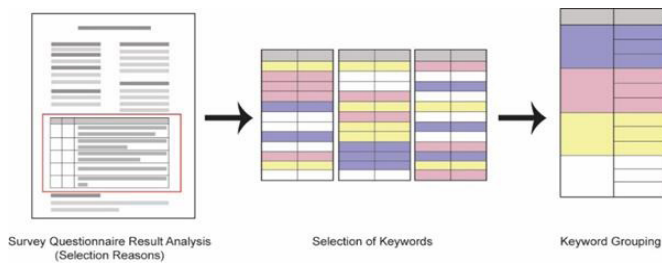 Survey Questionnaire Result Analysis
(Selection Reasons)
Selection of Keywords
Keyword Grouping